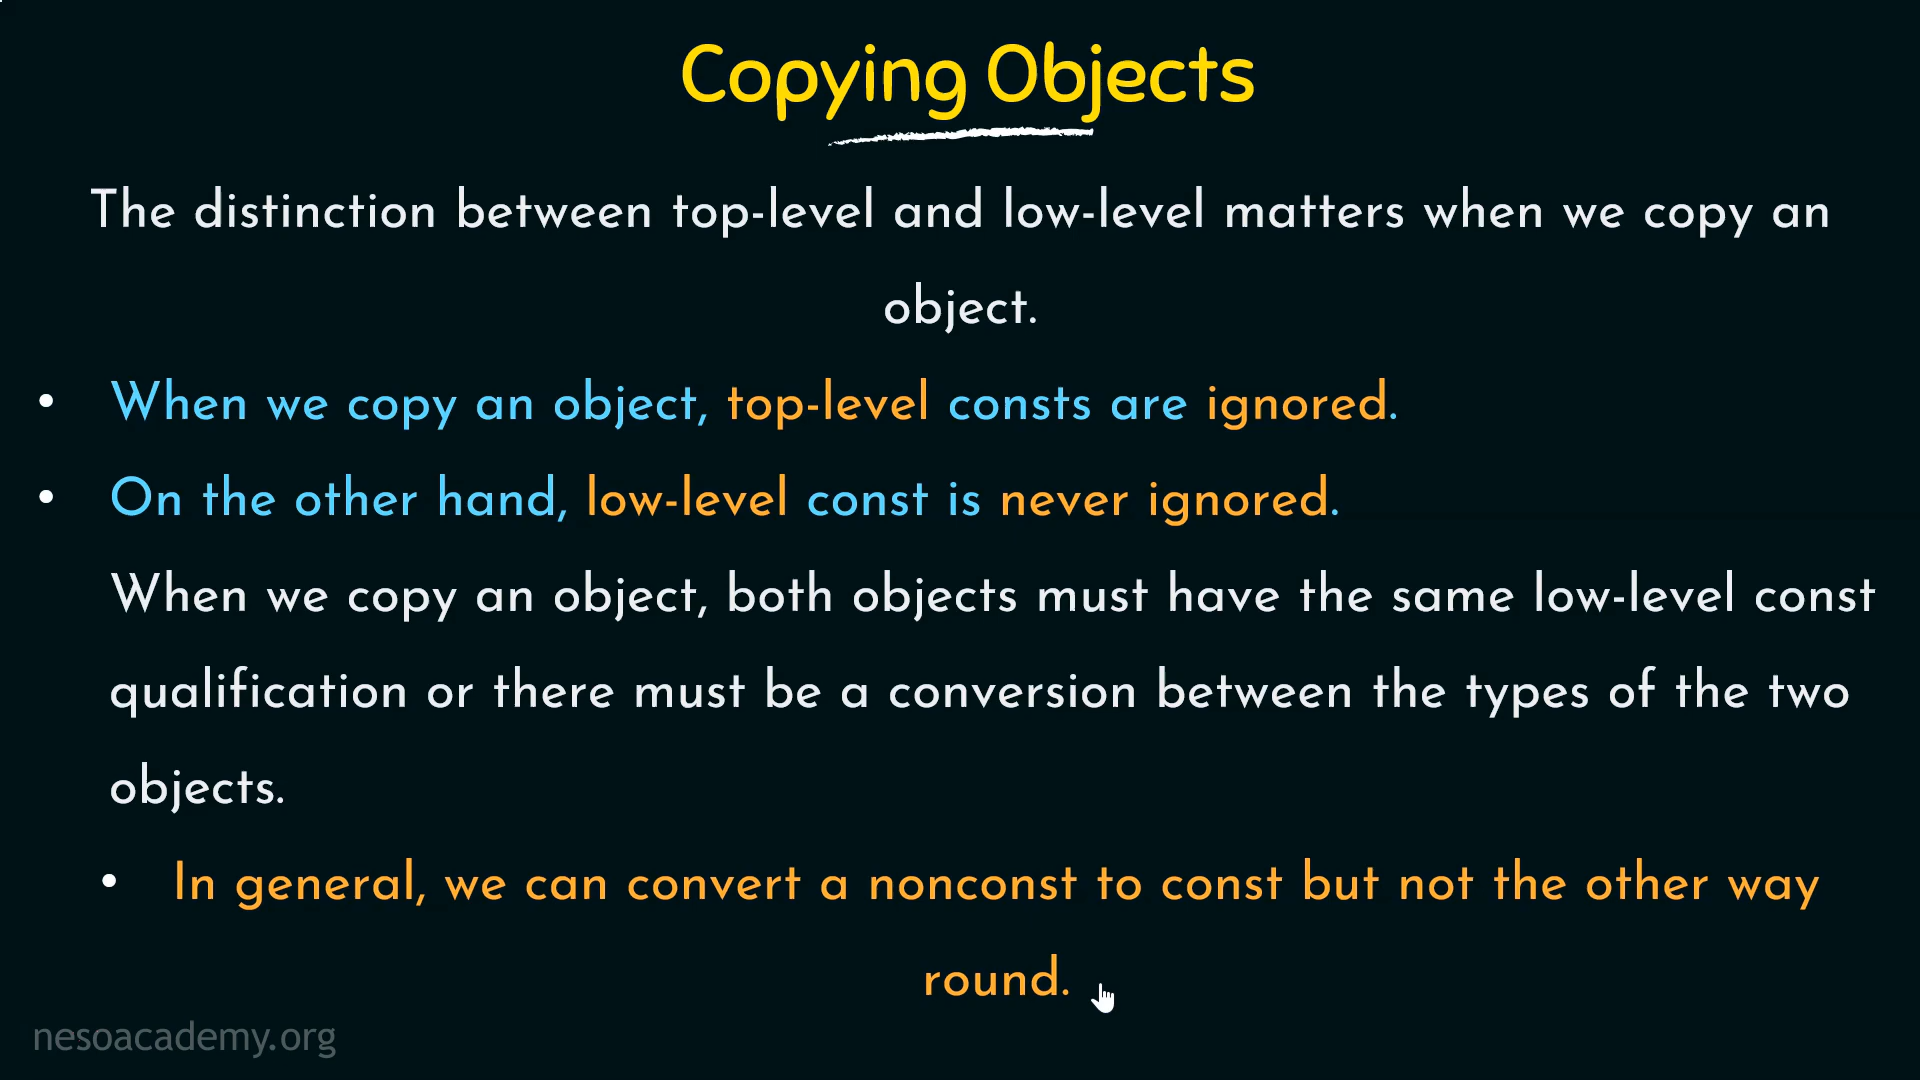 Copying Objects
The distinction between top-level and low-level matters when we copy an
object.
• When we copy an object, top-level consts are ignored.
• On the other hand, low-level const is never ignored.
When we copy an object, both objects must have the same low-level const
qualification or there must be a conversion between the types of the two
objects.
• In general, we can convert a nonconst to const but not the other way
round.
nesoacademy.org